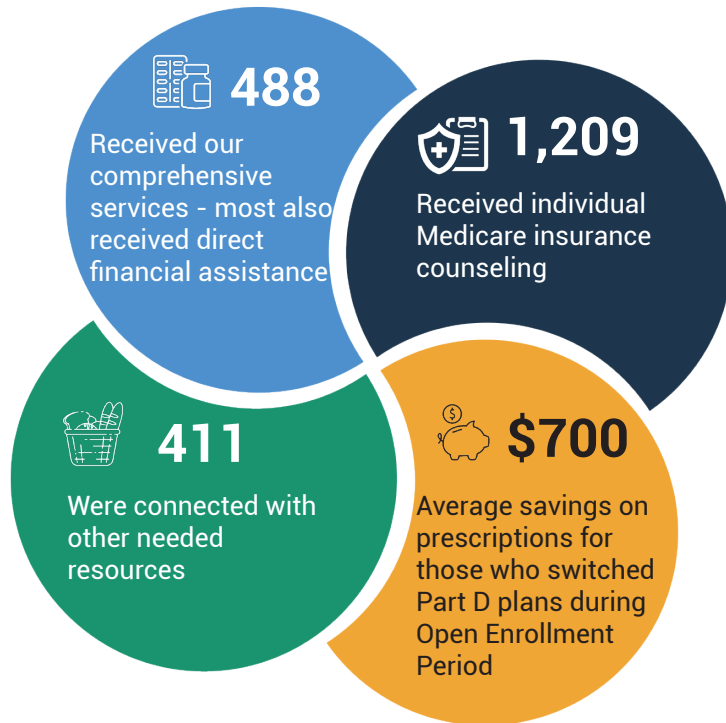 488
Received our
comprehensive
services - most also
received direct
financial assistance
1,209
Received individual
Medicare insurance
counseling
411
Were connected with
other needed
resources
$700
Average savings on
prescriptions for
those who switched
Part D plans during
Open Enrollment
Period